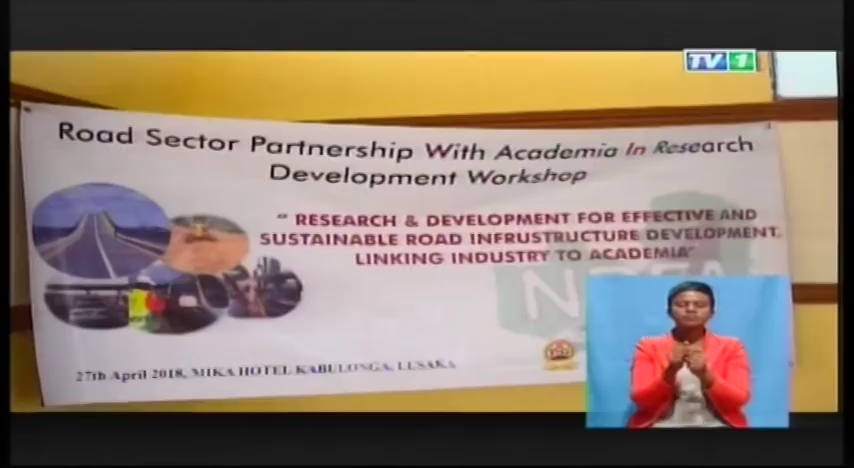 TV1
Road Sector Partnership With Academia In Research
Development Workshop
" RESEARCH & DEVELOPMENT FOR EFFECTIVE AND
SUSTAINABLE ROAD INFRUSTRUCTURE DEVELOPMENT,
LINKING INDUSTRY TO ACADEMIA"
27th April 2018, MIKA HOTEL KABULONGA, LUSAKA